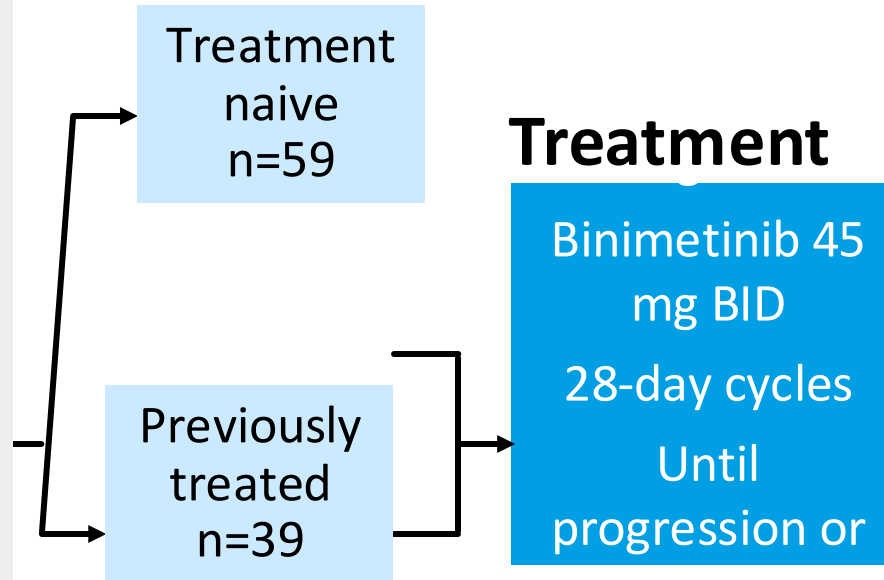 Treatment
naive
n=59
Treatment
Binimetinib 45
mg BID
28-day cycles
Until
progression or
Previously
treated
n=39